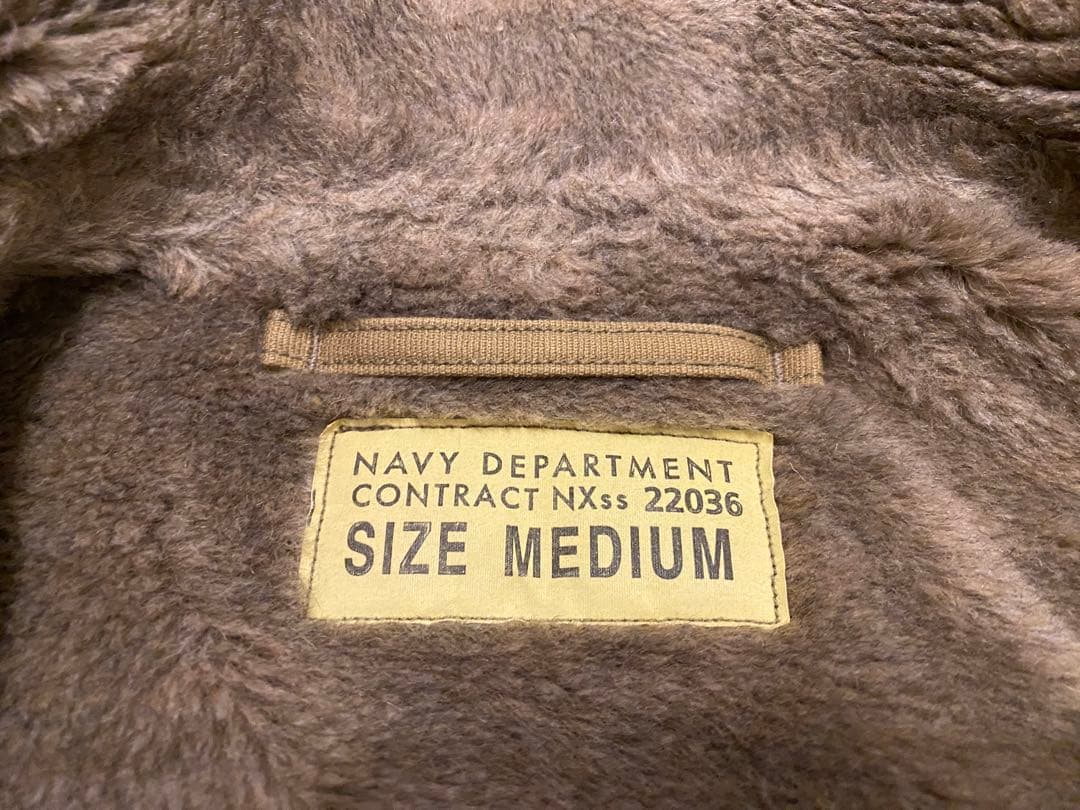 NAVY DEPARTMENT
CONTRACT NXss 22036
SIZE MEDIUM